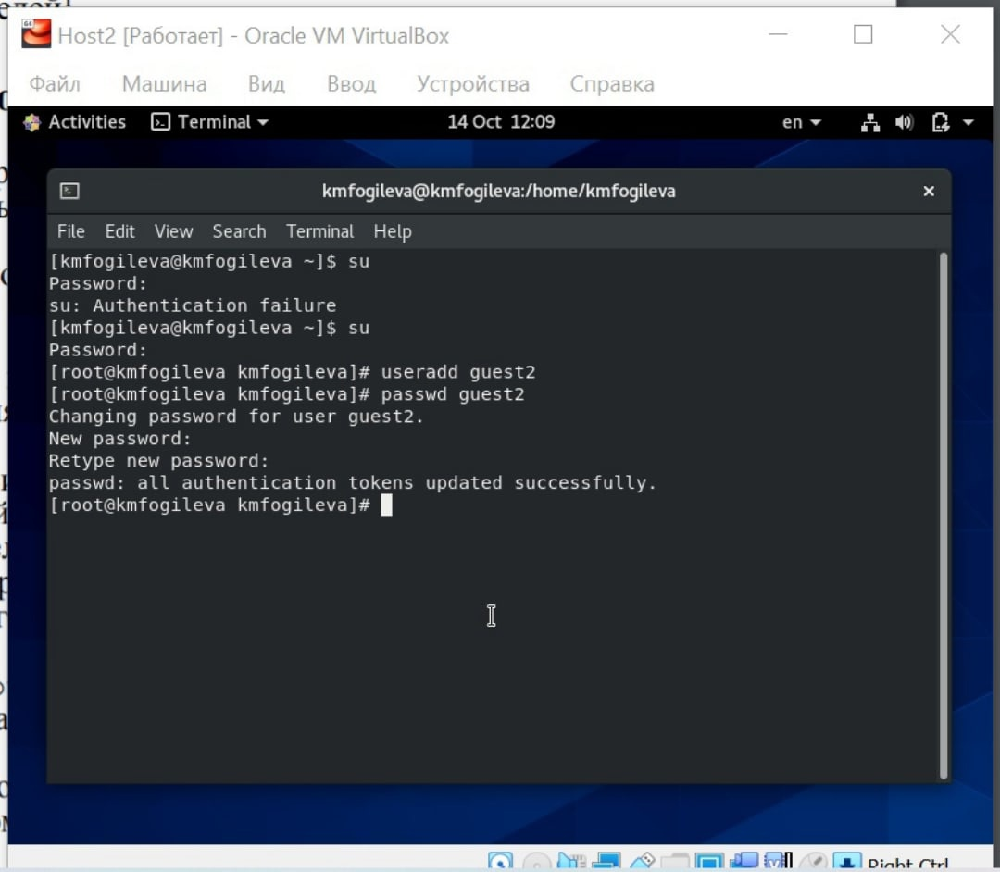 Host2 [Работает] - Oracle VM VirtualBox
Файл Машина Вид Ввод Устройства Справка
Activities Terminal 14 Oct 12:09 en
kmfogileva@kmfogileva:/home/kmfogileva
File Edit View Search Terminal Help
[kmfogileva@kmfogileva ~]$ su
Password:
su: Authentication failure
[kmfogileva@kmfogileva ~]$ su
Password:
[root@kmfogileva kmfogileva]# useradd guest2
[root@kmfogileva kmfogileva]# passwd guest2
Changing password for user guest2.
New password:
Retype new password:
passwd: all authentication tokens updated successfully.
[root@kmfogileva kmfogileva]#
Right Ctrl